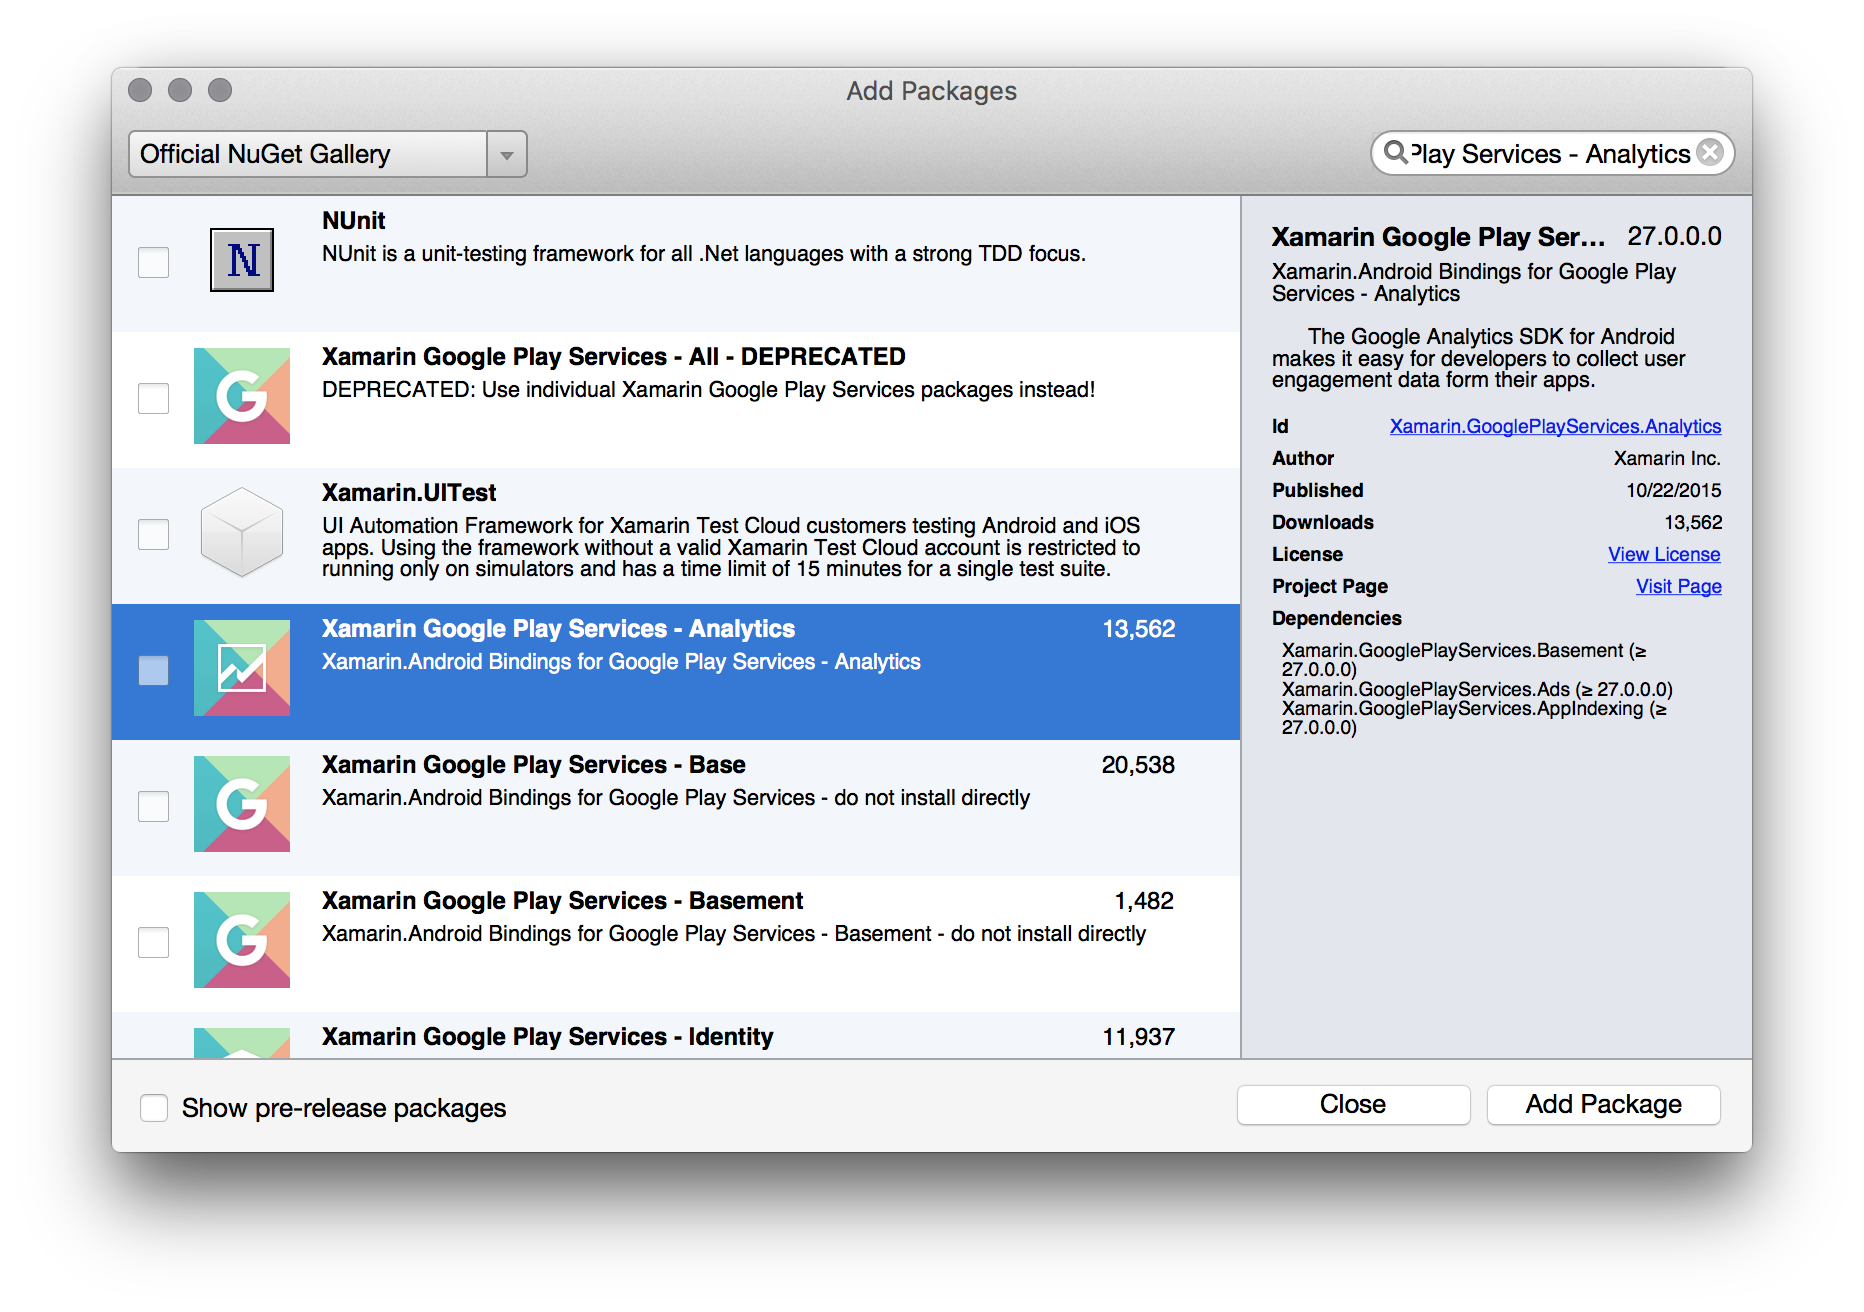 Add Packages
Official NuGet Gallery
Play Services - Analytics
NUnit
NUnit is a unit-testing framework for all .Net languages with a strong TDD focus.
Xamarin Google Play Services - All - DEPRECATED
DEPRECATED: Use individual Xamarin Google Play Services packages instead!
Xamarin.UITest
UI Automation Framework for Xamarin Test Cloud customers testing Android and iOS
apps. Using the framework without a valid Xamarin Test Cloud account is restricted to
running only on simulators and has a time limit of 15 minutes for a single test suite.
Xamarin Google Play Services - Analytics 13,562
Xamarin.Android Bindings for Google Play Services - Analytics
Xamarin Google Play Services - Base 20,538
Xamarin.Android Bindings for Google Play Services - do not install directly
Xamarin Google Play Services - Basement 1,482
Xamarin.Android Bindings for Google Play Services - Basement - do not install directly
Xamarin Google Play Services - Identity 11,937
Xamarin Google Play Ser... 27.0.0.0
Xamarin.Android Bindings for Google Play
Services - Analytics
The Google Analytics SDK for Android
makes it easy for developers to collect user
engagement data form their apps.
Id Xamarin.GooglePlayServices.Analytics
Author Xamarin Inc.
Published 10/22/2015
Downloads 13,562
License View License
Project Page Visit Page
Dependencies
Xamarin.GooglePlayServices.Basement (≥
27.0.0.0)
Xamarin.GooglePlayServices.Ads (≥ 27.0.0.0)
Xamarin.GooglePlayServices.AppIndexing (≥
27.0.0.0)
Show pre-release packages
Close
Add Package
N
G
G
G